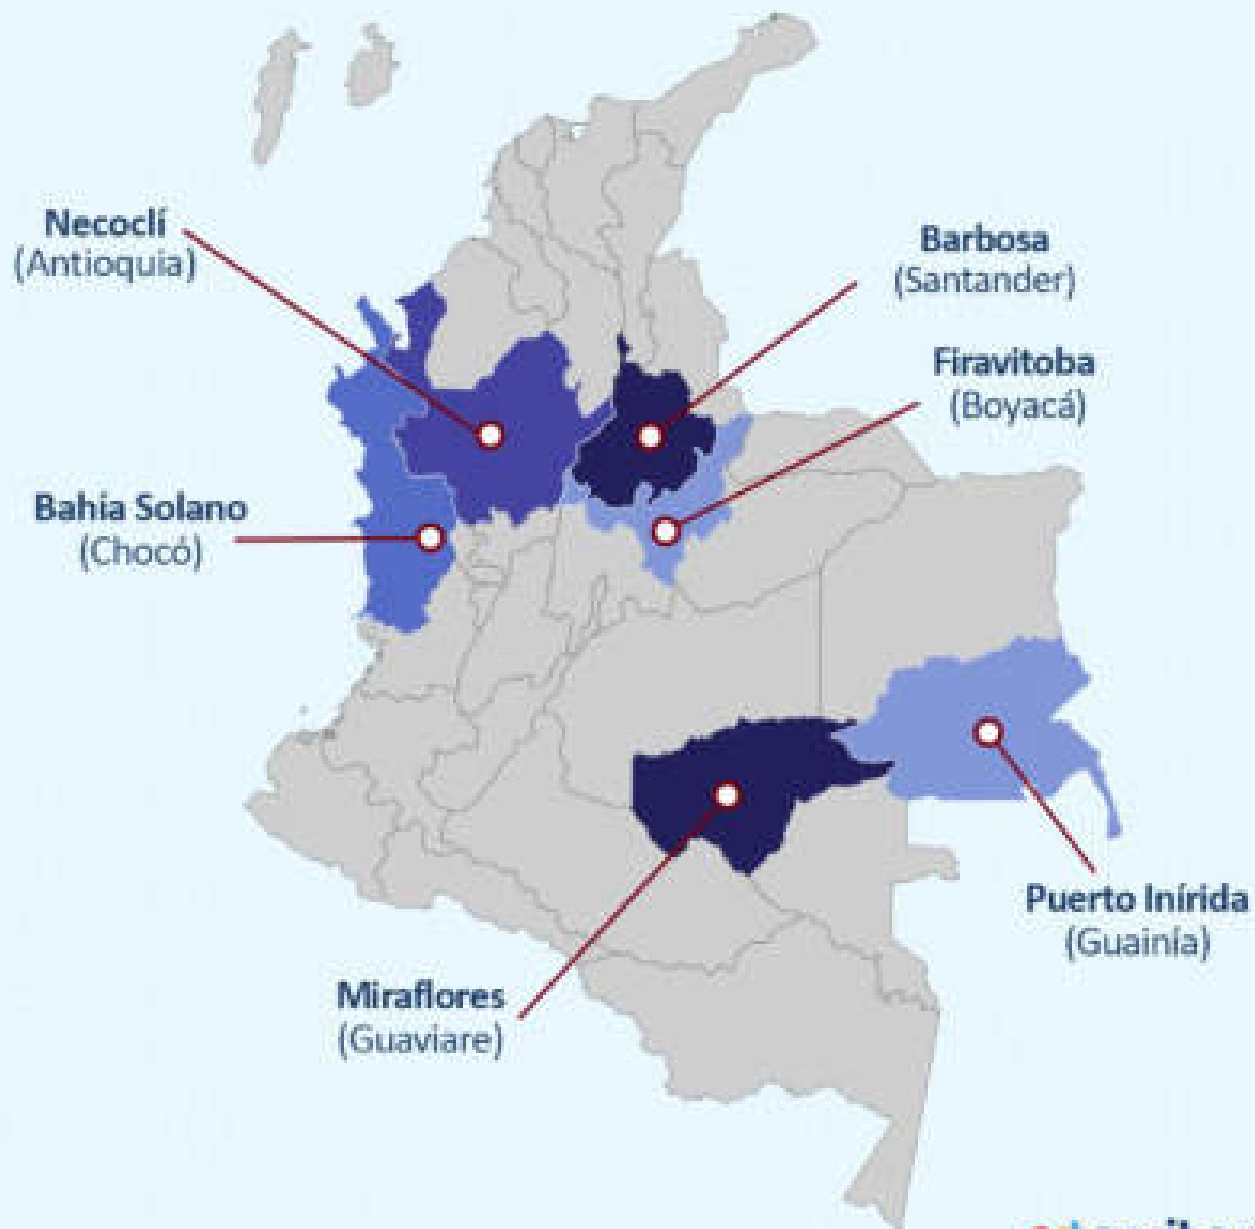 Necoclí
(Antioquia)
Barbosa
(Santander)
Firavitoba
(Boyacá)
Bahía Solano
(Chocó)
Puerto Inírida
(Guainía)
Miraflores
(Guaviare)